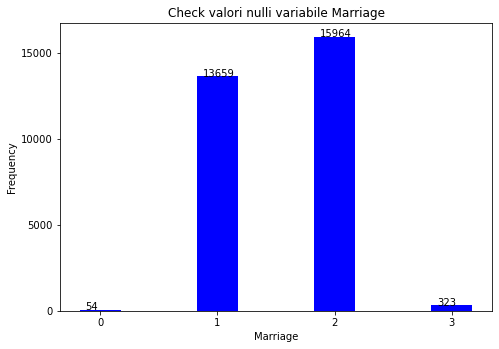 Check valori nulli variabile Marriage
15964
15000
13659
Frequency
10000
5000
54
323
0
0 1 2 3
Marriage